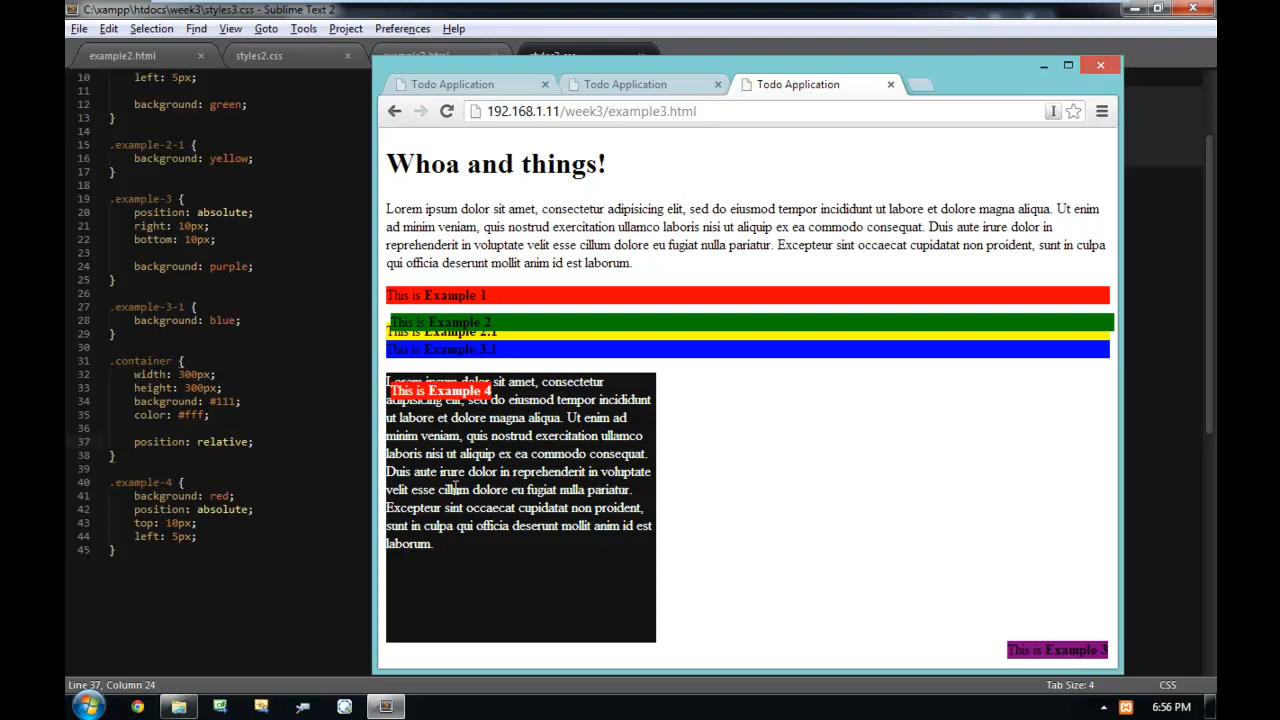 C:\xampp\htdocs\week3\styles3.css - Sublime Text 2
File Edit Selection Find View Goto Tools Project Preferences Help
example2.html × styles2.css ×
10 left: 5px;
11
12 background: green;
13 }
14
15 .example-2-1 {
16 background: yellow;
17 }
18
19 .example-3 {
20 position: absolute;
21 right: 10px;
22 bottom: 10px;
23
24 background: purple;
25 }
26
27 .example-3-1 {
28 background: blue;
29 }
30
31 .container {
32 width: 300px;
33 height: 300px;
34 background: #111;
35 color: #fff;
36
37 position: relative;
38 }
39
40 .example-4 {
41 background: red;
42 position: absolute;
43 top: 10px;
44 left: 5px;
45 }
Todo Application × Todo Application × Todo Application ×
192.168.1.11/week3/example3.html
Whoa and things!
Lorem ipsum dolor sit amet, consectetur adipisicing elit, sed do eiusmod tempor incididunt ut labore et dolore magna aliqua. Ut enim
ad minim veniam, quis nostrud exercitation ullamco laboris nisi ut aliquip ex ea commodo consequat. Duis aute irure dolor in
reprehenderit in voluptate velit esse cillum dolore eu fugiat nulla pariatur. Excepteur sint occaecat cupidatat non proident, sunt in culpa
qui officia deserunt mollit anim id est laborum.
This is Example 1
This is Example 2
This is Example 2.1
This is Example 3.1
Lorem ipsum dolor sit amet, consectetur
This is Example 4
adipisicing elit, sed do eiusmod tempor incididunt
ut labore et dolore magna aliqua. Ut enim ad
minim veniam, quis nostrud exercitation ullamco
laboris nisi ut aliquip ex ea commodo consequat.
Duis aute irure dolor in reprehenderit in voluptate
velit esse cillum dolore eu fugiat nulla pariatur.
Excepteur sint occaecat cupidatat non proident,
sunt in culpa qui officia deserunt mollit anim id est
laborum.
This is Example 3
Line 37, Column 24 Tab Size: 4 CSS
6:56 PM